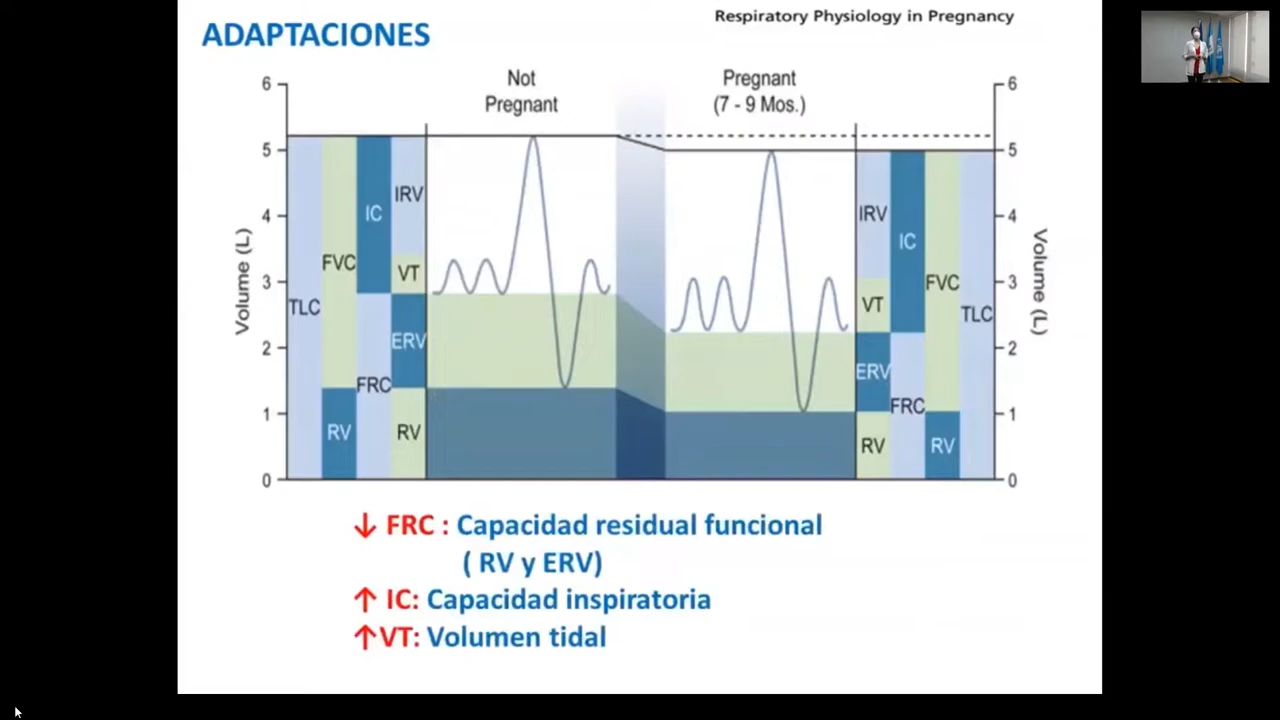 Respiratory Physiology in Pregnancy
ADAPTACIONES
Not
Pregnant
Pregnant
(7 - 9 Mos.)
Volume (L)
6
5
4
3
2
1
0
TLC
FVC
RV
IC
FRC
IRV
VT
ERV
RV
IRV
VT
ERV
RV
IC
FRC
FVC
RV
TLC
6
5
4
3
2
1
0
Volume (L)
↓ FRC : Capacidad residual funcional
( RV y ERV)
↑ IC: Capacidad inspiratoria
↑VT: Volumen tidal